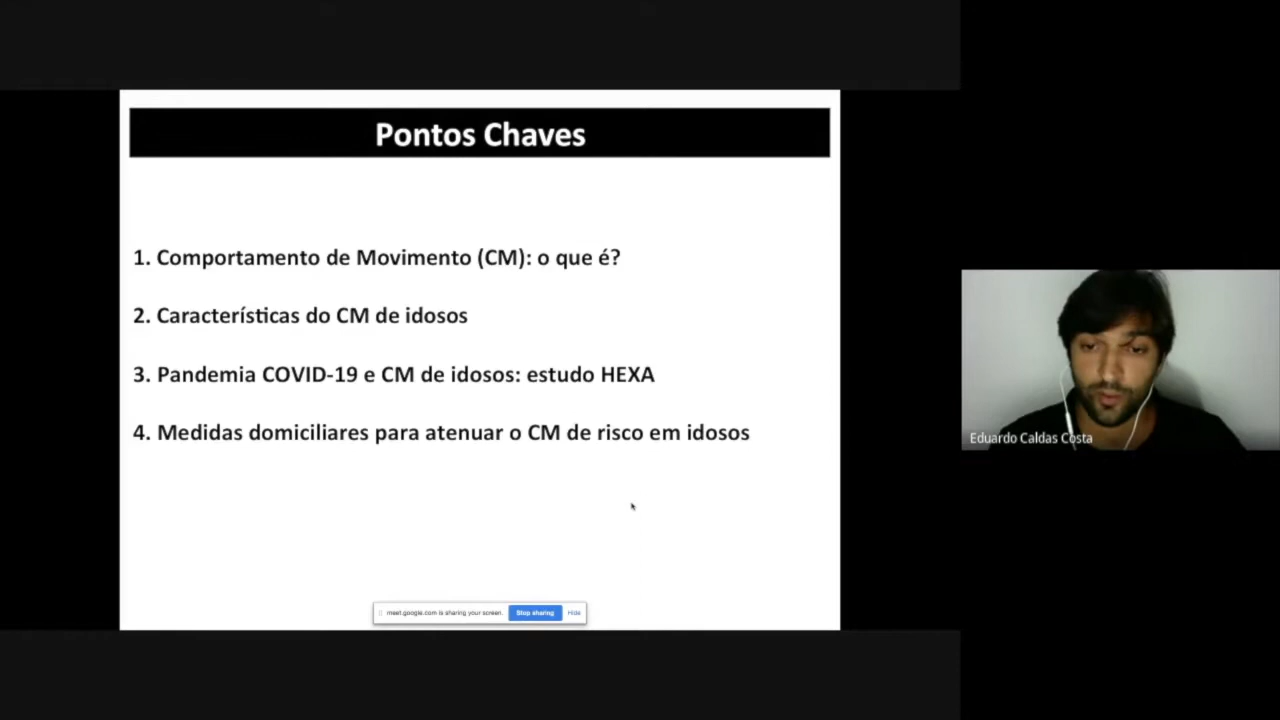 Pontos Chaves
1. Comportamento de Movimento (CM): o que é?
2. Características do CM de idosos
3. Pandemia COVID-19 e CM de idosos: estudo HEXA
4. Medidas domiciliares para atenuar o CM de risco em idosos
meet.google.com is sharing your screen. Stop sharing Hide
Eduardo Caldas Costa